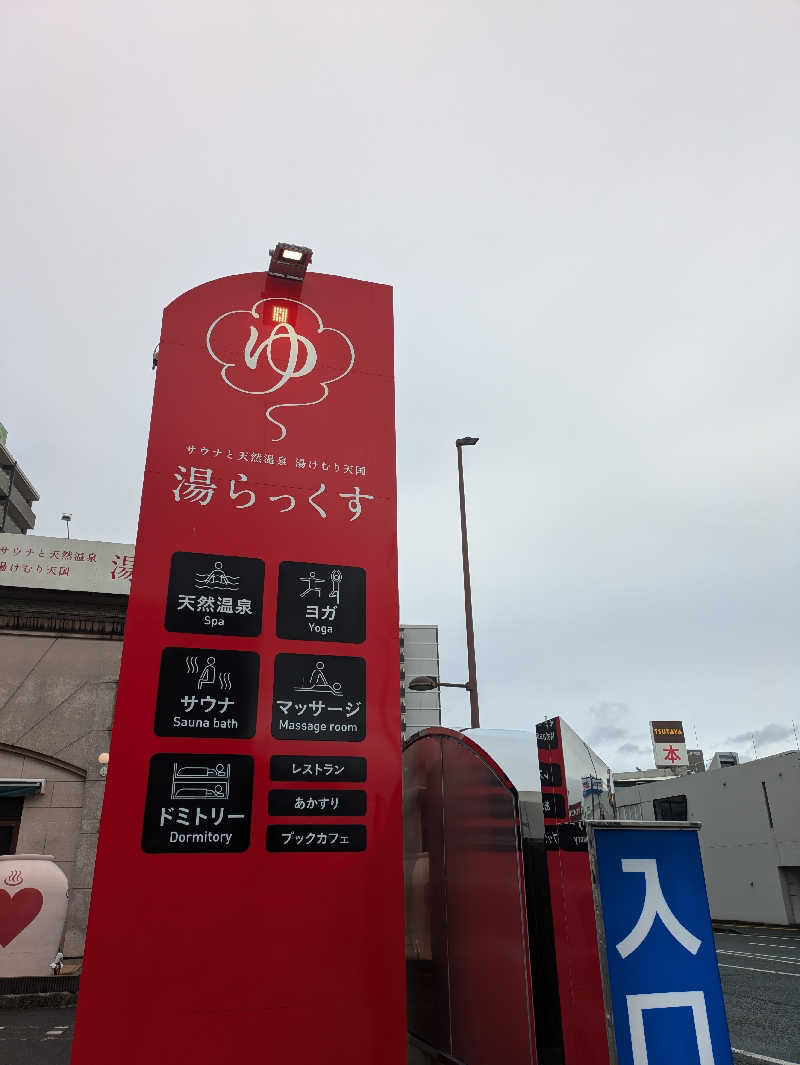 ゆ
サウナと天然温泉 湯けむり天国
湯らっくす
天然温泉
Spa
ヨガ
Yoga
サウナ
Sauna bath
マッサージ
Massage room
ドミトリー
Dormitory
レストラン
あかすり
ブックカフェ
サウナと天然温泉
湯けむり天国
湯
TSUTAYA
本
入口